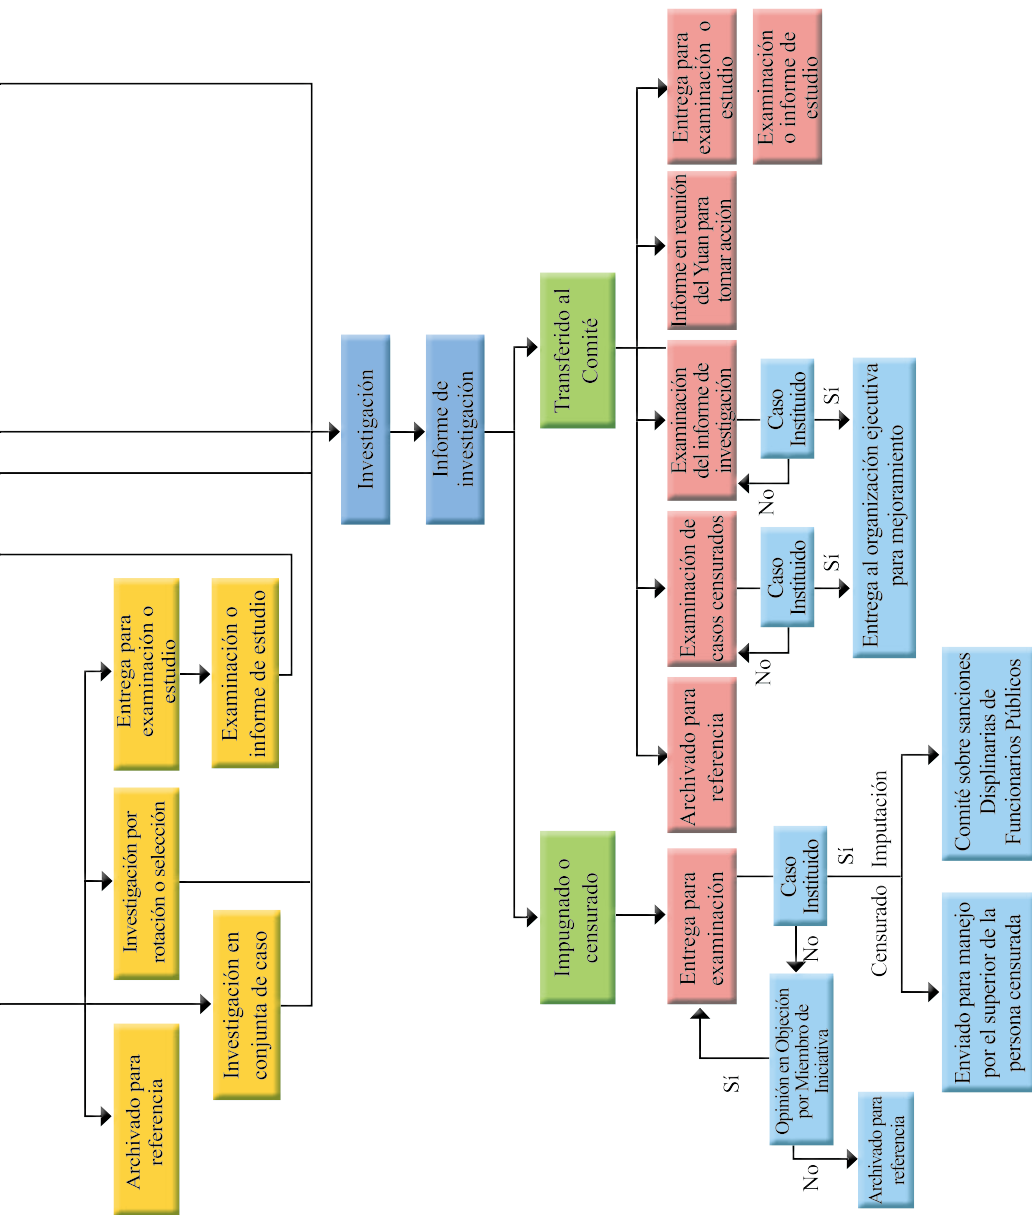 Archivado para
referencia
Investigación en
conjunta de caso
Investigación por
rotación o selección
Entrega para
examinación o
estudio
Examinación o
informe de estudio
Investigación
Informe de
investigación
Impugnado o
censurado
Transferido al
Comité
Entrega para
examinación
Archivado para
referencia
Examinación de
casos censurados
Examinación
del informe de
investigación
Informe en reunión
del Yuan para
tomar acción
Entrega para
examinación o
estudio
Examinación
o informe de
estudio
Sí
Opinión en Objeción
por Miembro de
Iniciativa
No
Archivado para
referencia
No
Caso
Instituido
Sí
Censurado
Imputación
Enviado para manejo
por el superior de la
persona censurada
Comité sobre sanciones
Displinarias de
Funcionarios Públicos
No
Caso
Instituido
Sí
No
Caso
Instituido
Sí
Entrega al organización ejecutiva
para mejoramiento